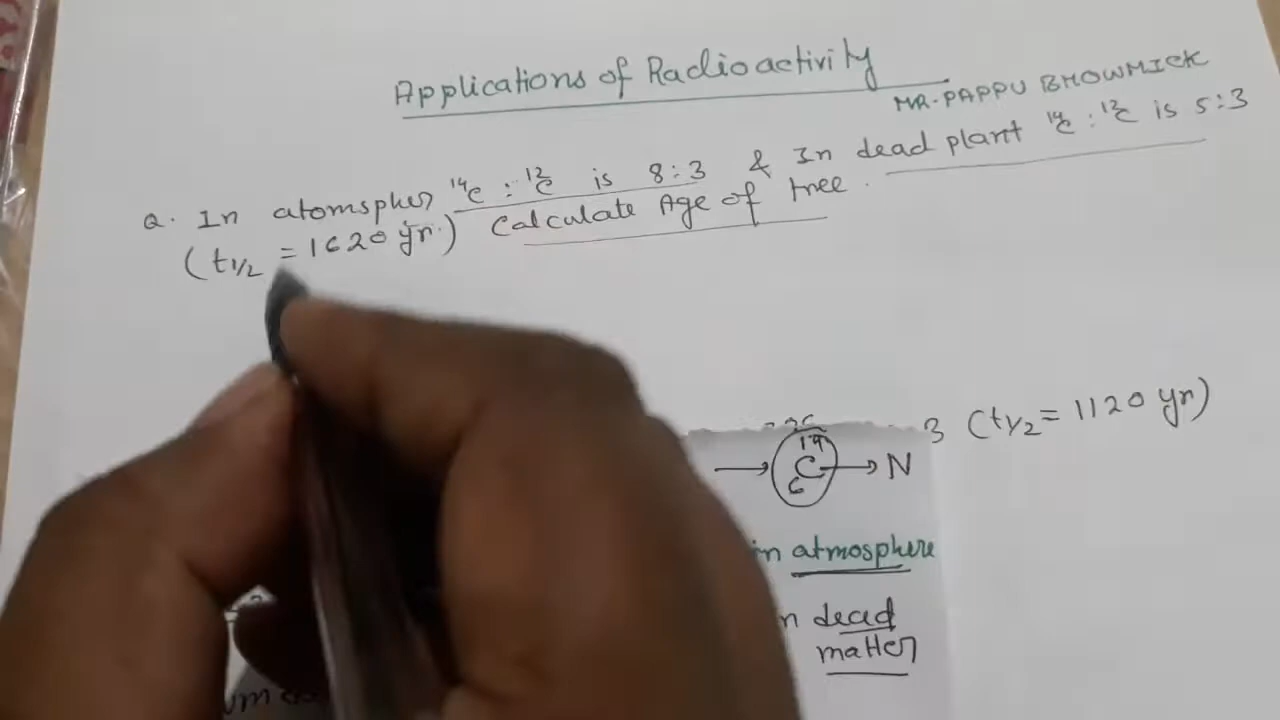 Applications of Radioactivity
MR. PAPPU BHOWMICK
Q. In atomspher ¹⁴C : ¹²C is 8:3 & In dead plant ¹⁴C : ¹²C is 5:3
(t1/2 = 1620 yr.) Calculate Age of tree.
3 (t1/2 = 1120 yr)
→ ¹⁴₆C → N
in atmosphere
n dead
matter